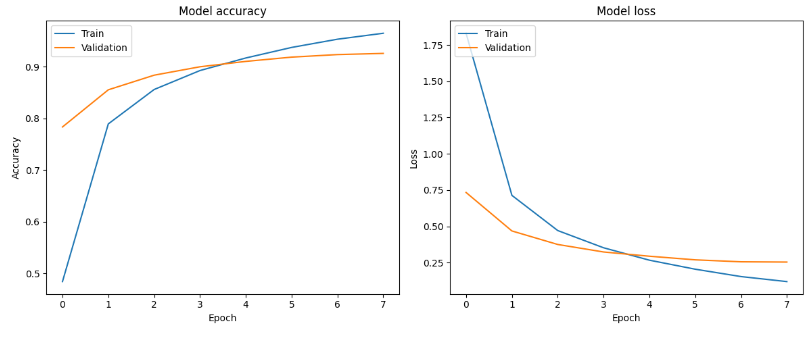 Model accuracy
Train
Validation
0.9
0.8
0.7
0.6
0.5
Accuracy
0 1 2 3 4 5 6 7
Epoch
Model loss
Train
Validation
1.75
1.50
1.25
1.00
0.75
0.50
0.25
Loss
0 1 2 3 4 5 6 7
Epoch